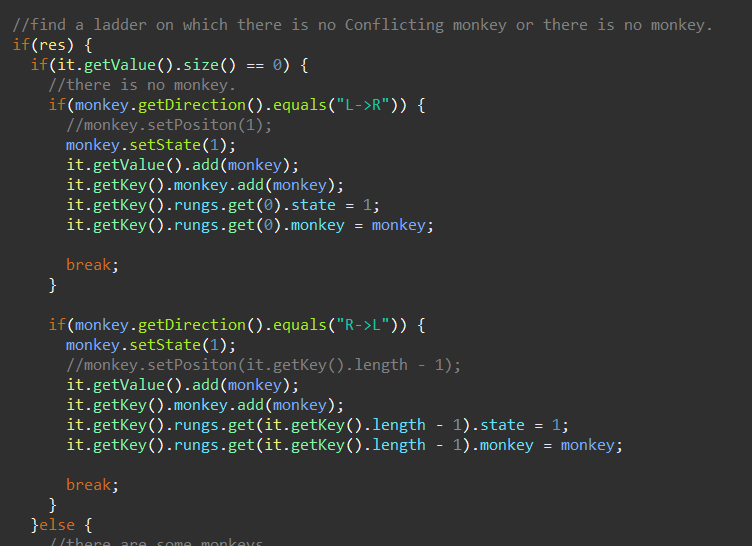 //find a ladder on which there is no Conflicting monkey or there is no monkey.
if(res) {
if(it.getValue().size() == 0) {
//there is no monkey.
if(monkey.getDirection().equals("L->R")) {
//monkey.setPositon(1);
monkey.setState(1);
it.getValue().add(monkey);
it.getKey().monkey.add(monkey);
it.getKey().rungs.get(0).state = 1;
it.getKey().rungs.get(0).monkey = monkey;
break;
}
if(monkey.getDirection().equals("R->L")) {
monkey.setState(1);
//monkey.setPositon(it.getKey().length - 1);
it.getValue().add(monkey);
it.getKey().monkey.add(monkey);
it.getKey().rungs.get(it.getKey().length - 1).state = 1;
it.getKey().rungs.get(it.getKey().length - 1).monkey = monkey;
break;
}
}else {
//there are some monkeys